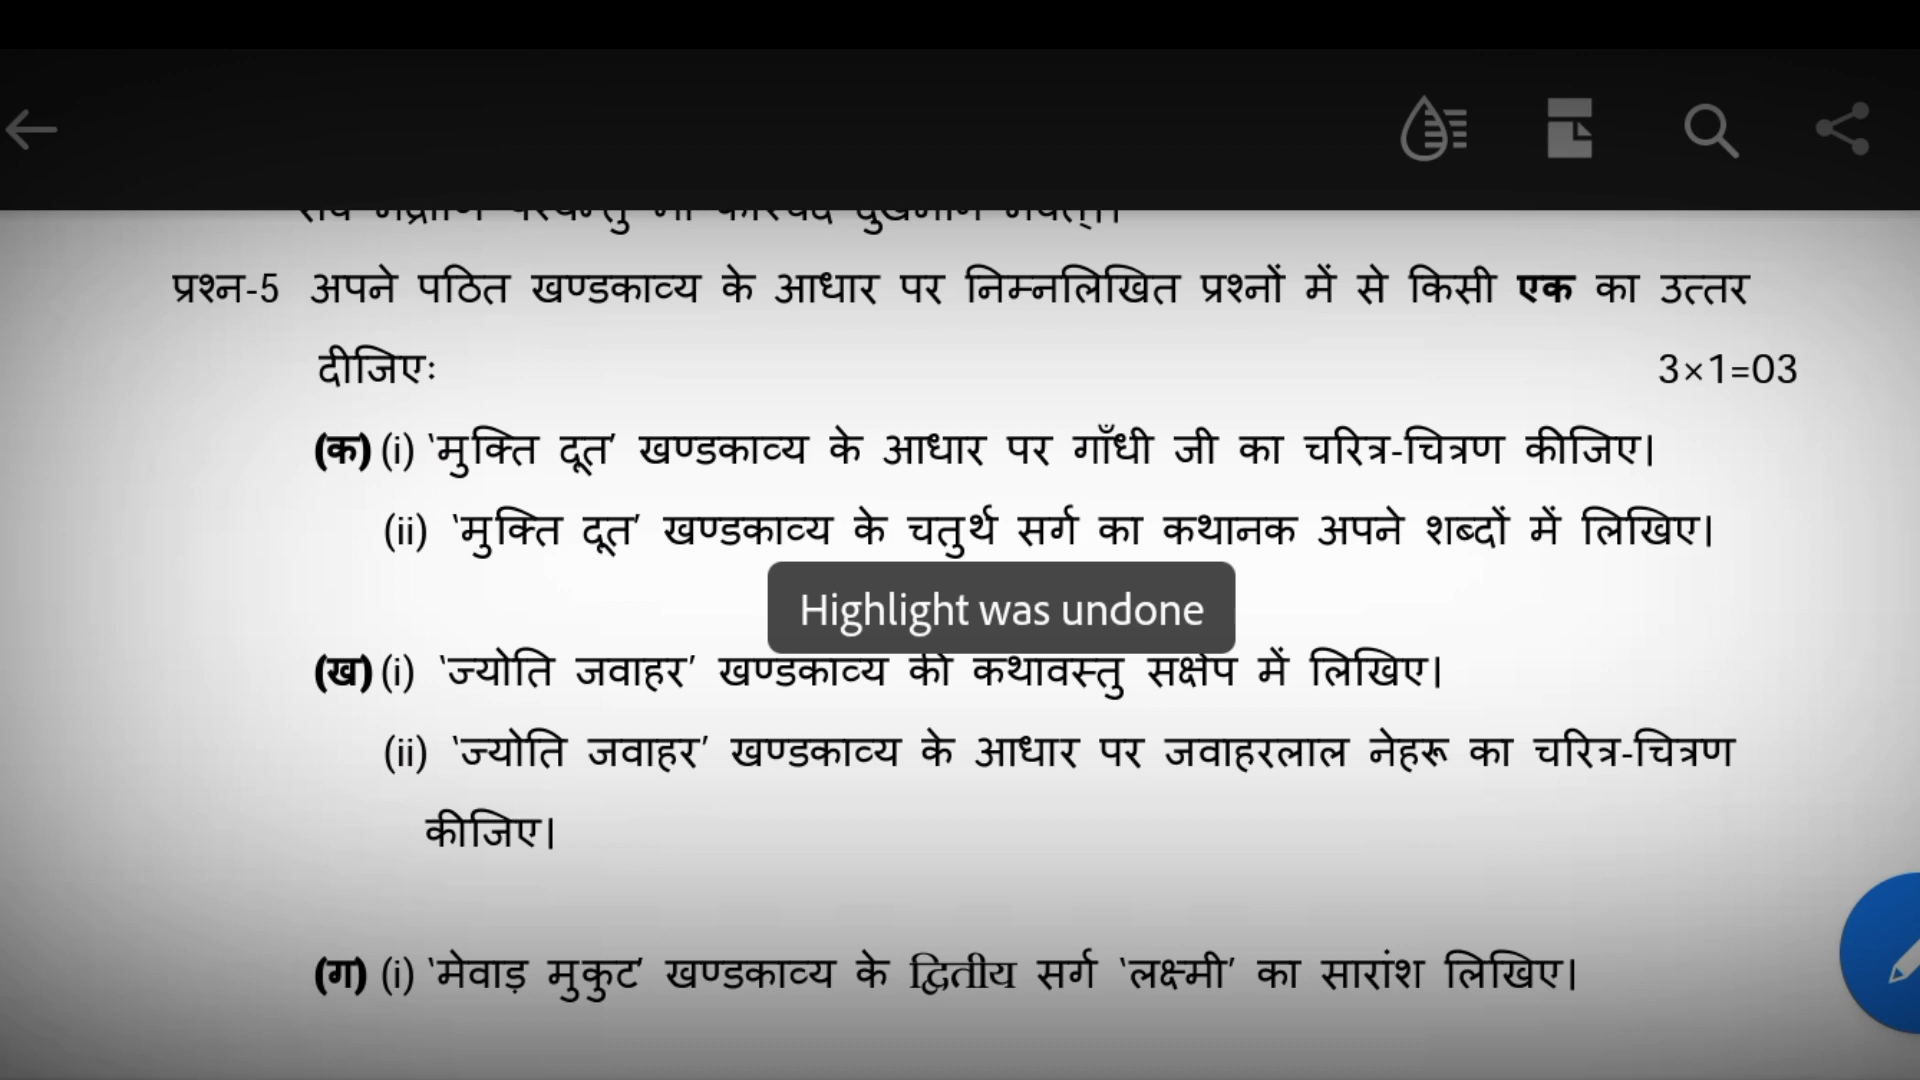 प्रश्न-5 अपने पठित खण्डकाव्य के आधार पर निम्नलिखित प्रश्नों में से किसी एक का उत्तर
दीजिएः 3×1=03
(क) (i) 'मुक्ति दूत' खण्डकाव्य के आधार पर गाँधी जी का चरित्र-चित्रण कीजिए।
(ii) 'मुक्ति दूत' खण्डकाव्य के चतुर्थ सर्ग का कथानक अपने शब्दों में लिखिए।
Highlight was undone
(ख) (i) 'ज्योति जवाहर' खण्डकाव्य की कथावस्तु संक्षेप में लिखिए।
(ii) 'ज्योति जवाहर' खण्डकाव्य के आधार पर जवाहरलाल नेहरू का चरित्र-चित्रण
कीजिए।
(ग) (i) 'मेवाड़ मुकुट' खण्डकाव्य के द्वितीय सर्ग 'लक्ष्मी' का सारांश लिखिए।